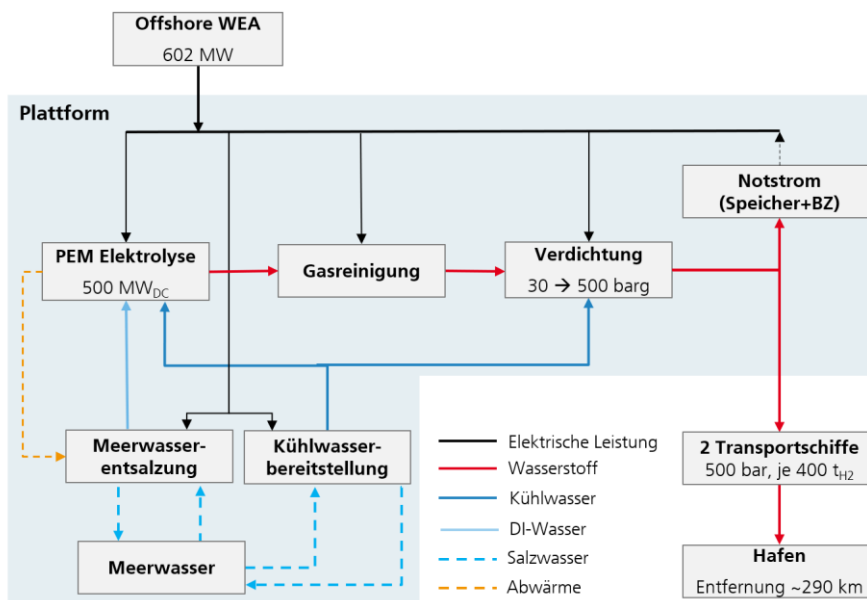 Offshore WEA
602 MW
Plattform
Notstrom
(Speicher+BZ)
PEM Elektrolyse
500 MWDC
Gasreinigung
Verdichtung
30 → 500 barg
Meerwasser-
entsalzung
Kühlwasser-
bereitstellung
Meerwasser
Elektrische Leistung
Wasserstoff
Kühlwasser
DI-Wasser
Salzwasser
Abwärme
2 Transportschiffe
500 bar, je 400 tH2
Hafen
Entfernung ~290 km